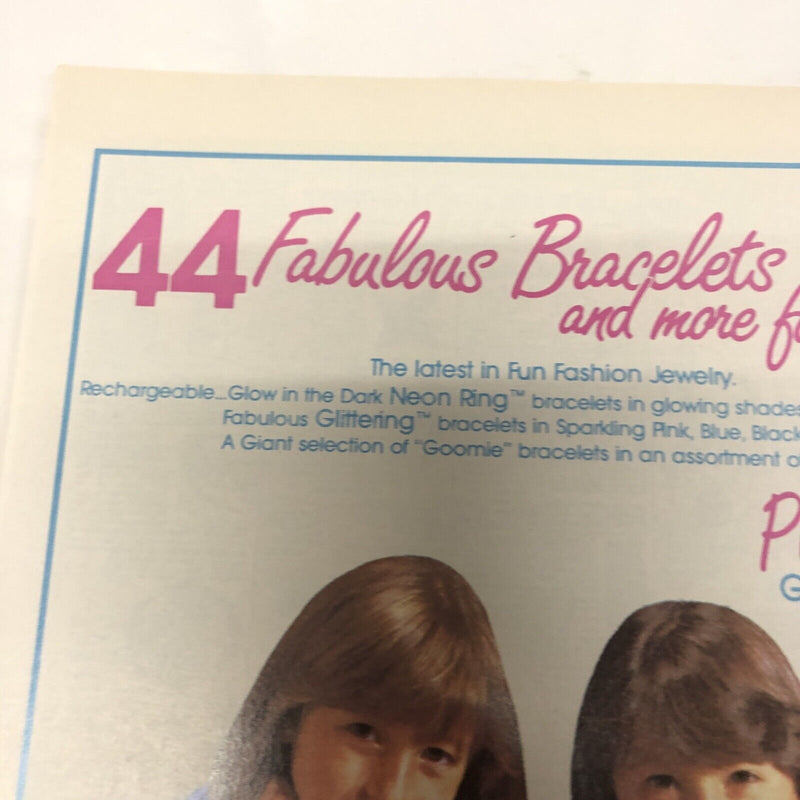 44 Fabulous Bracelets
and more
The latest in Fun Fashion Jewelry.
Rechargeable...Glow in the Dark Neon Ring™ bracelets in glowing shades
Fabulous Glittering™ bracelets in Sparkling Pink, Blue, Black
A Giant selection of "Goomie" bracelets in an assortment